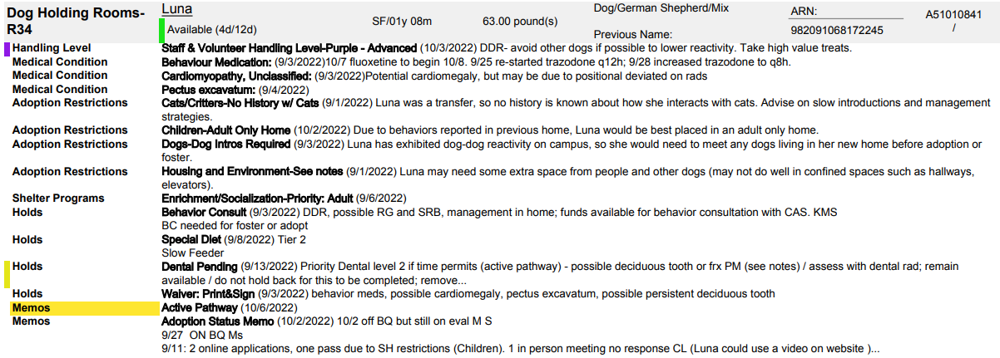 Dog Holding Rooms-R34
Luna
Available (4d/12d)
SF/01y 08m
63.00 pound(s)
Dog/German Shepherd/Mix
Previous Name:
ARN:
982091068172245
A51010841
/
Handling Level Staff & Volunteer Handling Level-Purple - Advanced (10/3/2022) DDR- avoid other dogs if possible to lower reactivity. Take high value treats.
Medical Condition Behaviour Medication: (9/3/2022)10/7 fluoxetine to begin 10/8. 9/25 re-started trazodone q12h; 9/28 increased trazodone to q8h.
Medical Condition Cardiomyopathy, Unclassified: (9/3/2022)Potential cardiomegaly, but may be due to positional deviated on rads
Medical Condition Pectus excavatum: (9/4/2022)
Adoption Restrictions Cats/Critters-No History w/ Cats (9/1/2022) Luna was a transfer, so no history is known about how she interacts with cats. Advise on slow introductions and management
strategies.
Adoption Restrictions Children-Adult Only Home (10/2/2022) Due to behaviors reported in previous home, Luna would be best placed in an adult only home.
Adoption Restrictions Dogs-Dog Intros Required (9/3/2022) Luna has exhibited dog-dog reactivity on campus, so she would need to meet any dogs living in her new home before adoption or
foster.
Adoption Restrictions Housing and Environment-See notes (9/1/2022) Luna may need some extra space from people and other dogs (may not do well in confined spaces such as hallways,
elevators).
Shelter Programs Enrichment/Socialization-Priority: Adult (9/6/2022)
Holds Behavior Consult (9/3/2022) DDR, possible RG and SRB, management in home; funds available for behavior consultation with CAS. KMS
BC needed for foster or adopt
Holds Special Diet (9/8/2022) Tier 2
Slow Feeder
Holds Dental Pending (9/13/2022) Priority Dental level 2 if time permits (active pathway) - possible deciduous tooth or frx PM (see notes) / assess with dental rad; remain
available / do not hold back for this to be completed; remove...
Holds Waiver: Print&Sign (9/3/2022) behavior meds, possible cardiomegaly, pectus excavatum, possible persistent deciduous tooth
Memos Active Pathway (10/6/2022)
Memos Adoption Status Memo (10/2/2022) 10/2 off BQ but still on eval M S
9/27 ON BQ Ms
9/11: 2 online applications, one pass due to SH restrictions (Children). 1 in person meeting no response CL (Luna could use a video on website )...